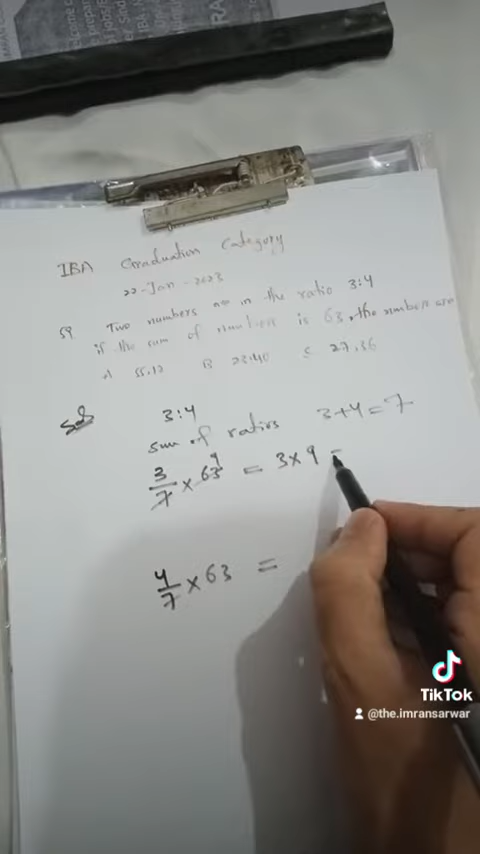 IBA Graduation Category
22-Jan-2023
59 Two numbers are in the ratio 3:4
if the sum of numbers is 63, the numbers are
A B 23:40 C 27,36
Sol 3:4
sum of ratios 3+4=7
3/7 × 63 9 = 3×9 =
4/7 × 63 =
TikTok
@the.imransarwar